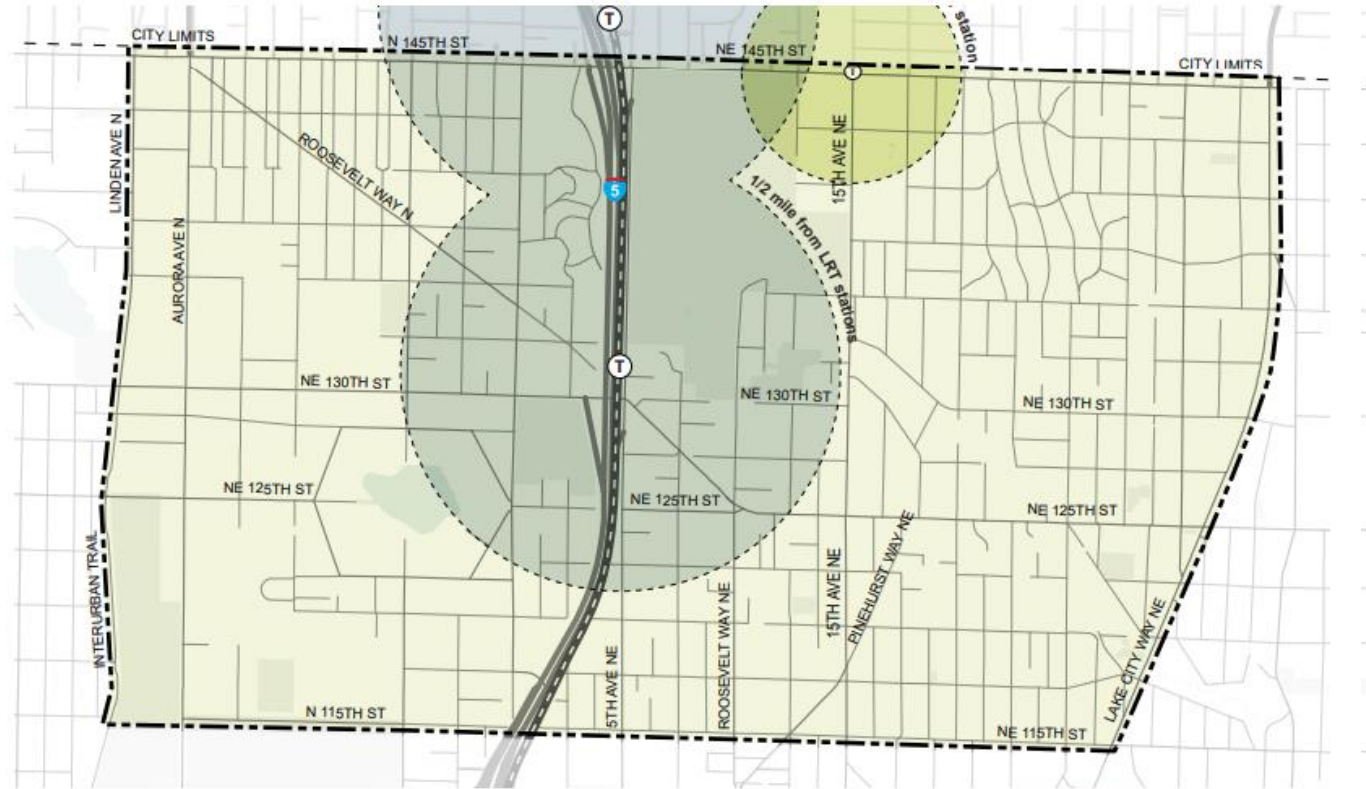 T
station
CITY LIMITS
N 145TH ST
NE 145TH ST
CITY LIMITS
T
LINDEN AVE N
ROOSEVELT WAY N
15TH AVE NE
5
1/2 mile from LRT stations
AURORA AVE N
T
NE 130TH ST
NE 130TH ST
NE 130TH ST
NE 125TH ST
NE 125TH ST
NE 125TH ST
INTERURBAN TRAIL
15TH AVE NE
PINEHURST WAY NE
ROOSEVELT WAY NE
5TH AVE NE
LAKE CITY WAY NE
N 115TH ST
NE 115TH ST